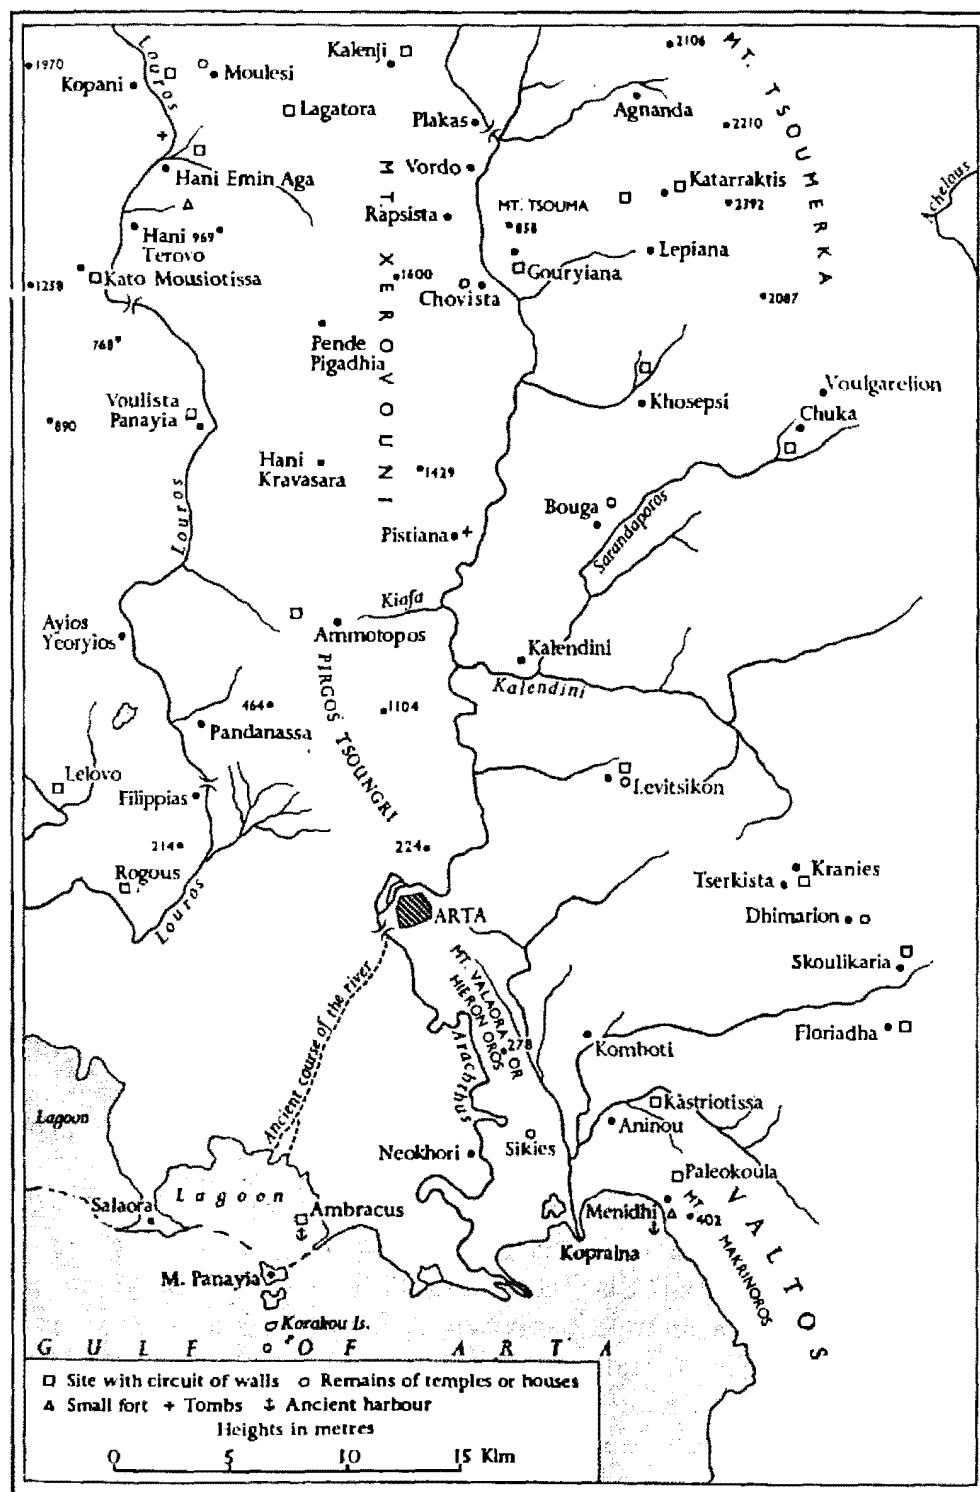 Louros
Kalenji
2106
MT. TSOUMERKA
1970
Kopani
Moulesi
Lagatora
Agnanda
Plakas
2210
Hani Emin Aga
MT. XEROVOUNI
Vordo
Katarraktis
2392
Achelous
Rapsista
MT. TSOUMA
858
Hani
Terovo
969
Lepiana
Gouryiana
Kato Mousiotissa
1258
1600
Chovista
2087
768
Pende
Pigadhia
Khosepsi
Voulgarelion
Chuka
Voulista
Panayia
890
Hani
Kravasara
1429
Bouga
Sarandaporos
Louros
Pistiana
Kiafa
Ammotopos
Ayios
Yeoryios
Kalendini
Kalendini
PIRGOS TSOUNGRI
464
1104
Pandanassa
Lelovo
Filippias
Levitsikon
214
224
Rogous
Louros
Kranies
Tserkista
Dhimarion
ARTA
Skoulikaria
MT. VALAORA OR
HIERON OROS
278
Ancient course of the river
Arachthus
Komboti
Floriadha
Lagoon
Kastriotissa
Aninou
Neokhori
Sikies
Paleokoula
Lagoon
Salaora
Ambracus
Menidhi
402
MT. MAKRINOROS
VALTOS
Kopraina
M. Panayia
Korakou Is.
GULF OF ARTA
Site with circuit of walls Remains of temples or houses
Small fort Tombs Ancient harbour
Heights in metres
0 5 10 15 Klm